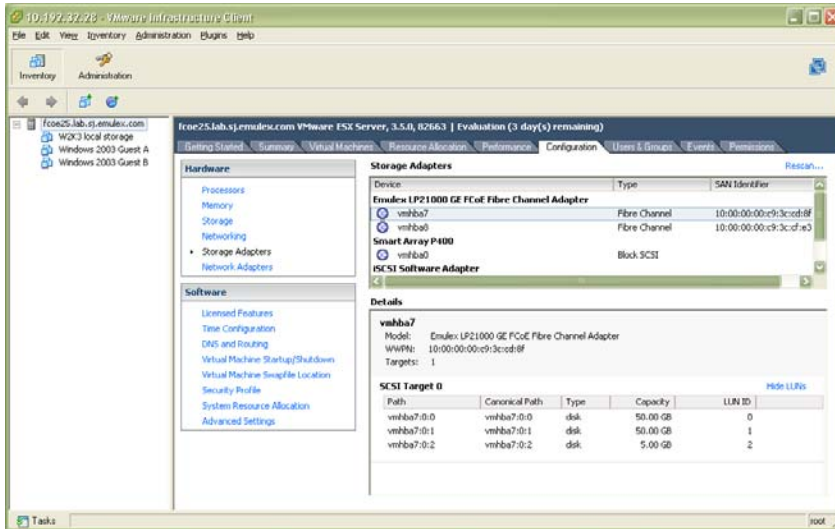 10.192.32.28 - VMware Infrastructure Client
File Edit View Inventory Administration Plugins Help
Inventory Administration
fcoe25.lab.sj.emulex.com
W2K3 local storage
Windows 2003 Guest A
Windows 2003 Guest B
fcoe25.lab.sj.emulex.com VMware ESX Server, 3.5.0, 82663 | Evaluation (3 day(s) remaining)
Getting Started Summary Virtual Machines Resource Allocation Performance Configuration Users & Groups Events Permissions
Hardware
Processors
Memory
Storage
Networking
Storage Adapters
Network Adapters
Software
Licensed Features
Time Configuration
DNS and Routing
Virtual Machine Startup/Shutdown
Virtual Machine Swapfile Location
Security Profile
System Resource Allocation
Advanced Settings
Storage Adapters Rescan...
Device Type SAN Identifier
Emulex LP21000 GE FCoE Fibre Channel Adapter
vmhba7 Fibre Channel 10:00:00:00:c9:3c:cd:8f
vmhba8 Fibre Channel 10:00:00:00:c9:3c:cf:e3
Smart Array P400
vmhba0 Block SCSI
iSCSI Software Adapter
Details
vmhba7
Model: Emulex LP21000 GE FCoE Fibre Channel Adapter
WWPN: 10:00:00:00:c9:3c:cd:8f
Targets: 1
SCSI Target 0 Hide LUNs
Path Canonical Path Type Capacity LUN ID
vmhba7:0:0 vmhba7:0:0 disk 50.00 GB 0
vmhba7:0:1 vmhba7:0:1 disk 50.00 GB 1
vmhba7:0:2 vmhba7:0:2 disk 5.00 GB 2
Tasks root